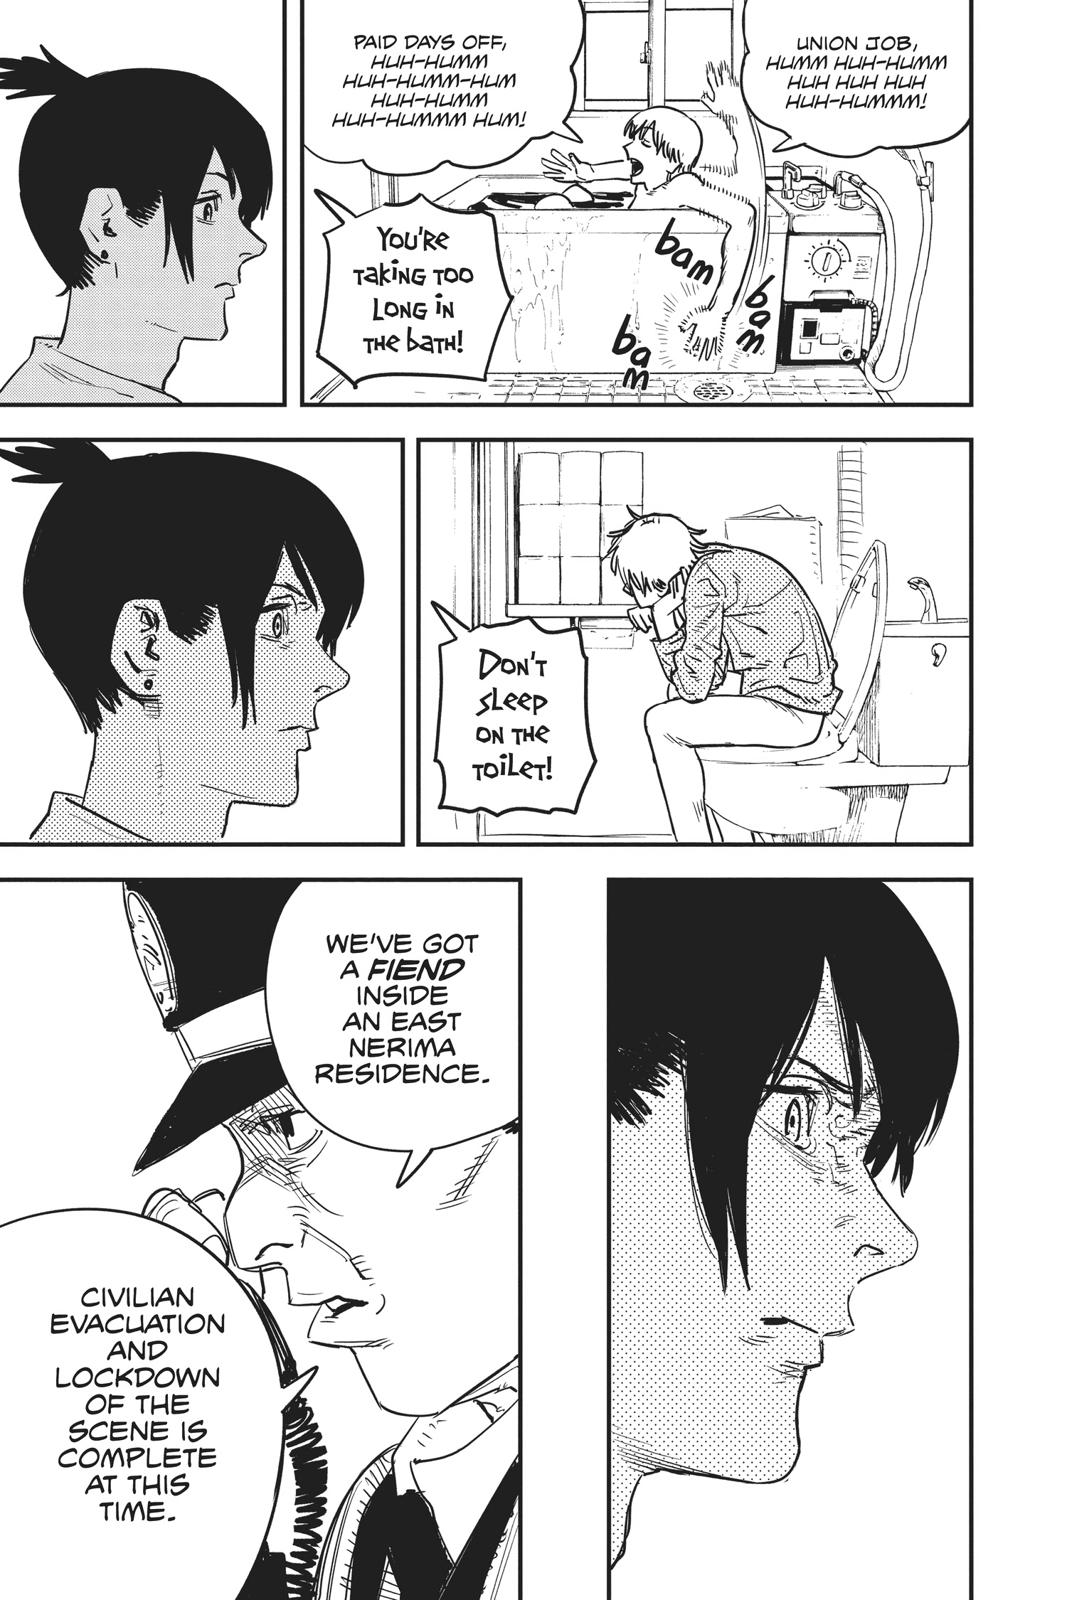 UNION JOB,
HUMM HUH-HUMM
HUH HUH HUH
HUH-HUMMM!
PAID DAYS OFF,
HUH-HUMM
HUH-HUMM-HUM
HUH-HUMM
HUH-HUMMM HUM!
bam
bam
bam
YOU'RE
TAKING TOO
LONG IN
THE BATH!
DON'T
SLEEP
ON THE
TOILET!
WE'VE GOT
A FIEND
INSIDE
AN EAST
NERIMA
RESIDENCE.
CIVILIAN
EVACUATION
AND
LOCKDOWN
OF THE
SCENE IS
COMPLETE
AT THIS
TIME.